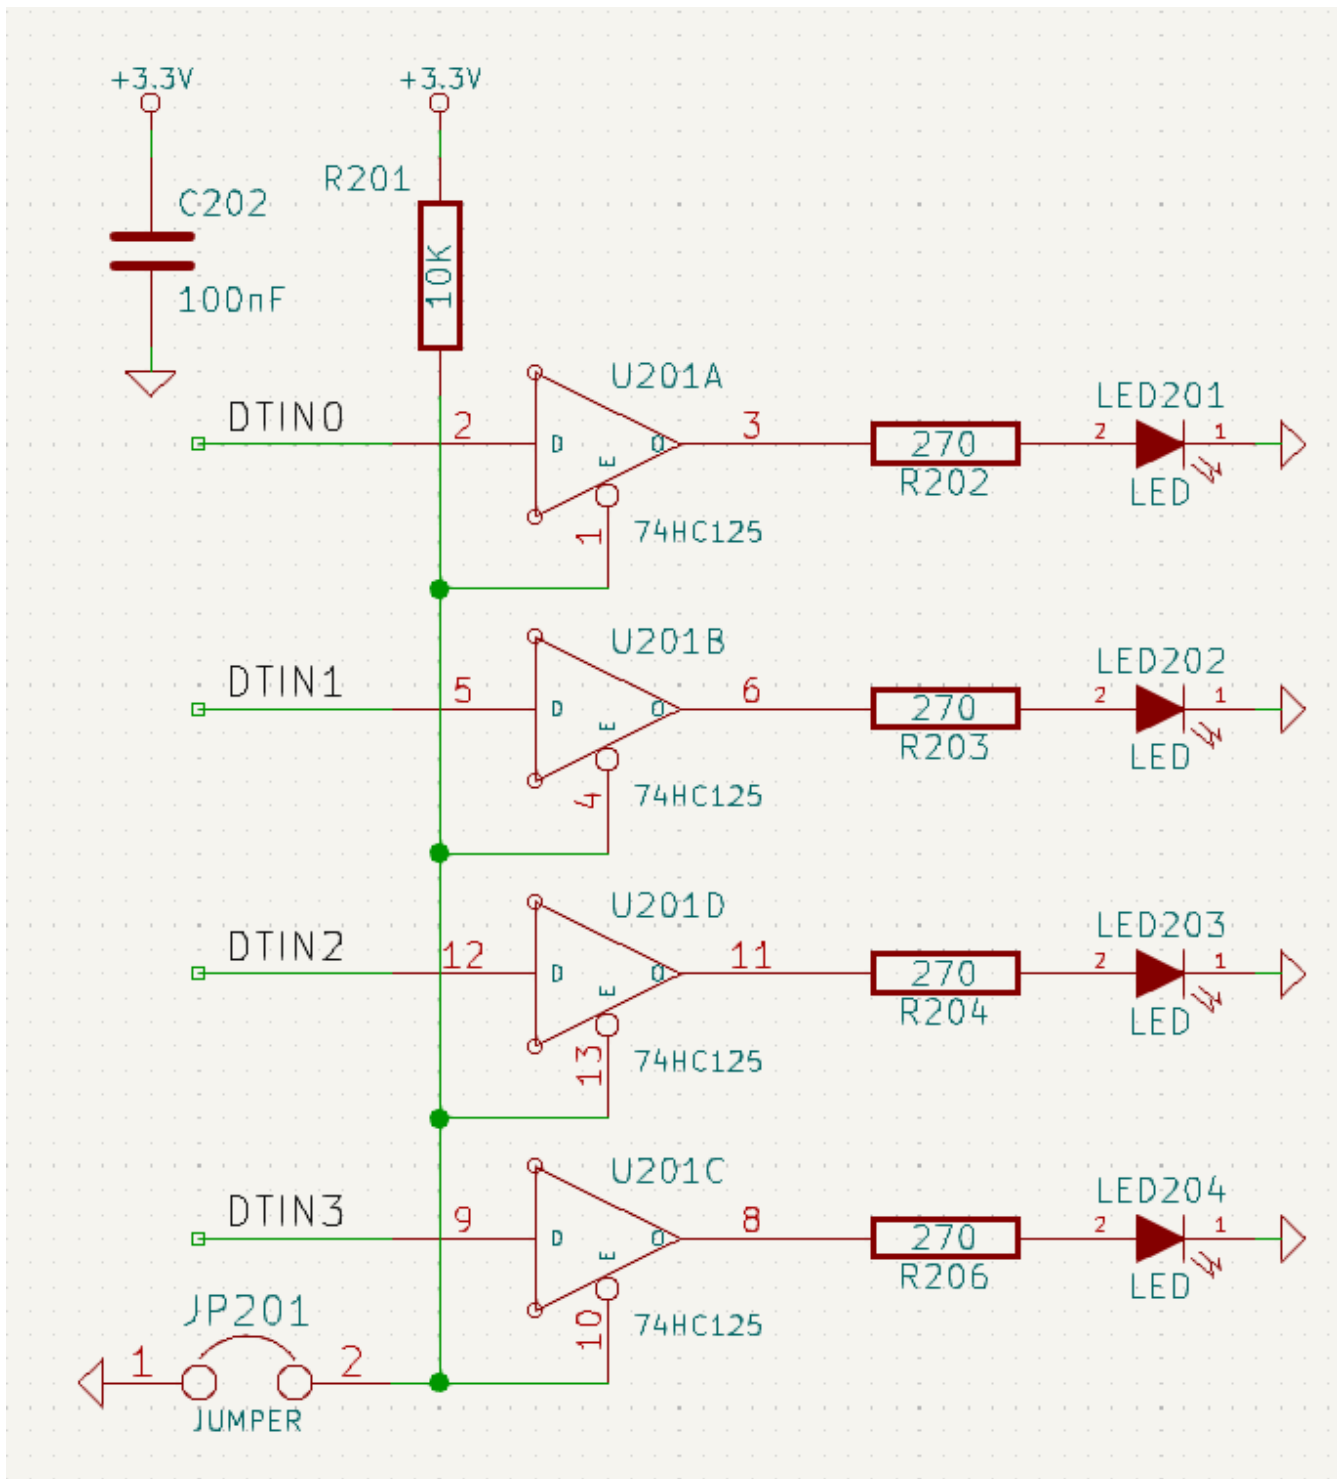 +3.3V
+3.3V
R201
C202
10K
100nF
U201A
DTIN0
2
D
E
O
3
270
R202
LED201
2
1
LED
1
74HC125
U201B
DTIN1
5
D
E
O
6
270
R203
LED202
2
1
LED
4
74HC125
U201D
DTIN2
12
D
E
O
11
270
R204
LED203
2
1
LED
13
74HC125
U201C
DTIN3
9
D
E
O
8
270
R206
LED204
2
1
LED
10
74HC125
JP201
1
2
JUMPER